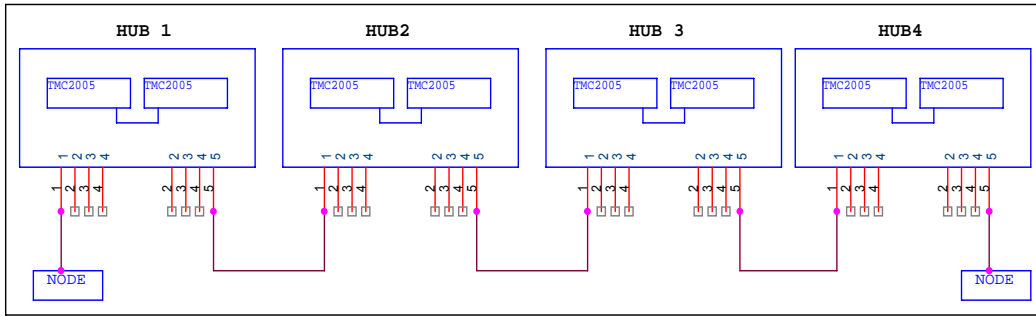 HUB 1 HUB2 HUB 3 HUB4
TMC2005 TMC2005 TMC2005 TMC2005 TMC2005 TMC2005 TMC2005 TMC2005
1 2 3 4 2 3 4 5 1 2 3 4 2 3 4 5 1 2 3 4 2 3 4 5 1 2 3 4 2 3 4 5
1 2 3 4 2 3 4 5 1 2 3 4 2 3 4 5 1 2 3 4 2 3 4 5 1 2 3 4 2 3 4 5
NODE NODE